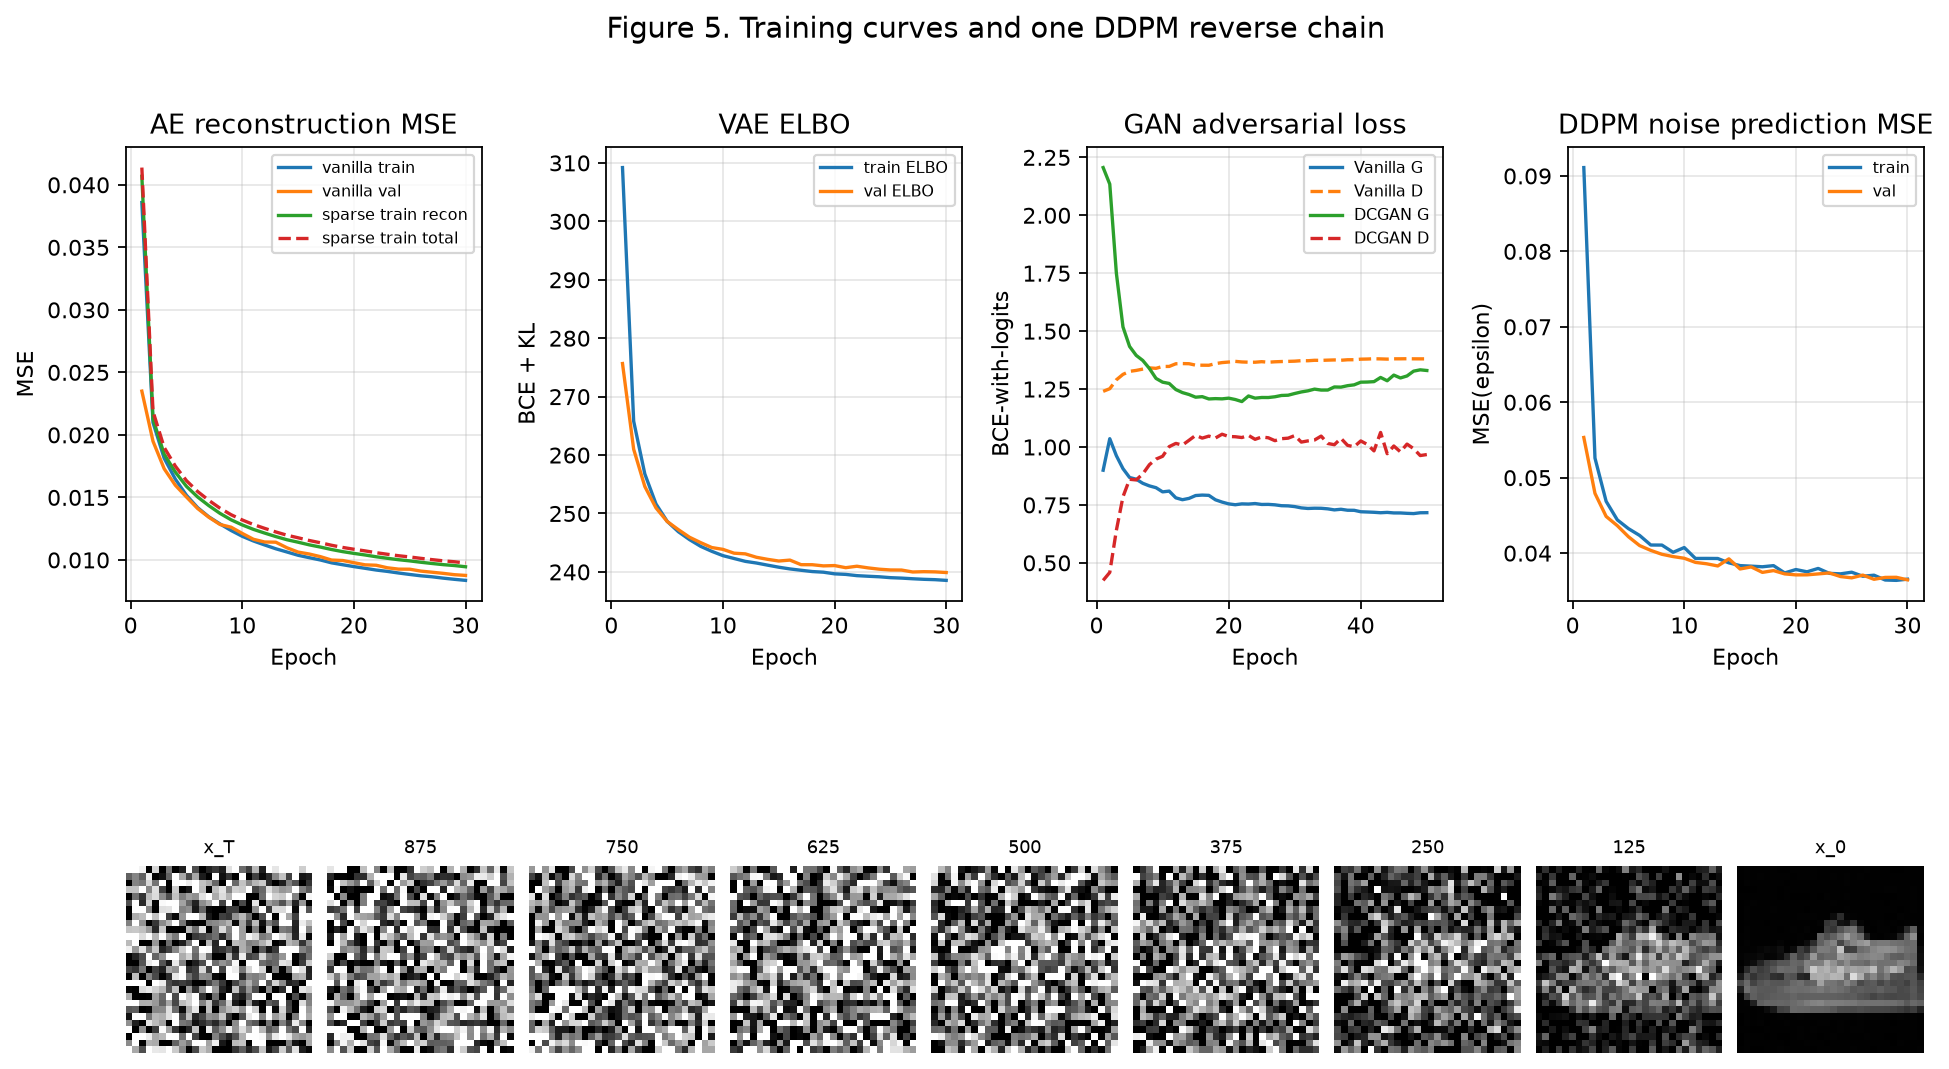 Figure 5. Training curves and one DDPM reverse chain
AE reconstruction MSE
MSE
0.040
0.035
0.030
0.025
0.020
0.015
0.010
vanilla train
vanilla val
sparse train recon
sparse train total
0 10 20 30
Epoch
VAE ELBO
BCE + KL
310
300
290
280
270
260
250
240
train ELBO
val ELBO
0 10 20 30
Epoch
GAN adversarial loss
BCE-with-logits
2.25
2.00
1.75
1.50
1.25
1.00
0.75
0.50
Vanilla G
Vanilla D
DCGAN G
DCGAN D
0 20 40
Epoch
DDPM noise prediction MSE
MSE(epsilon)
0.09
0.08
0.07
0.06
0.05
0.04
train
val
0 10 20 30
Epoch
x_T 875 750 625 500 375 250 125 x_0